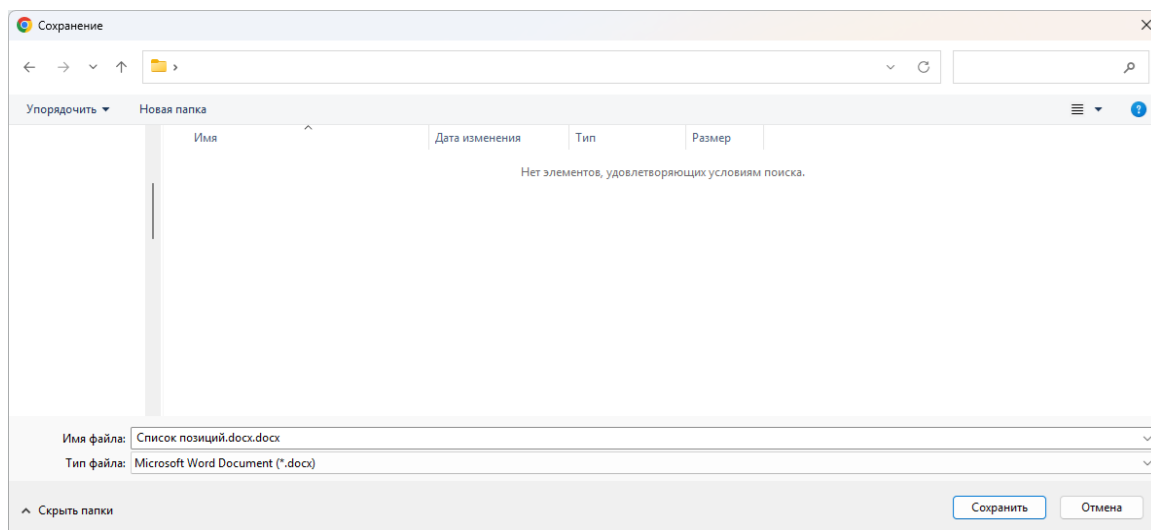 Сохранение
Упорядочить Новая папка
Имя Дата изменения Тип Размер
Нет элементов, удовлетворяющих условиям поиска.
Имя файла: Список позиций.docx.docx
Тип файла: Microsoft Word Document (*.docx)
Скрыть папки Сохранить Отмена